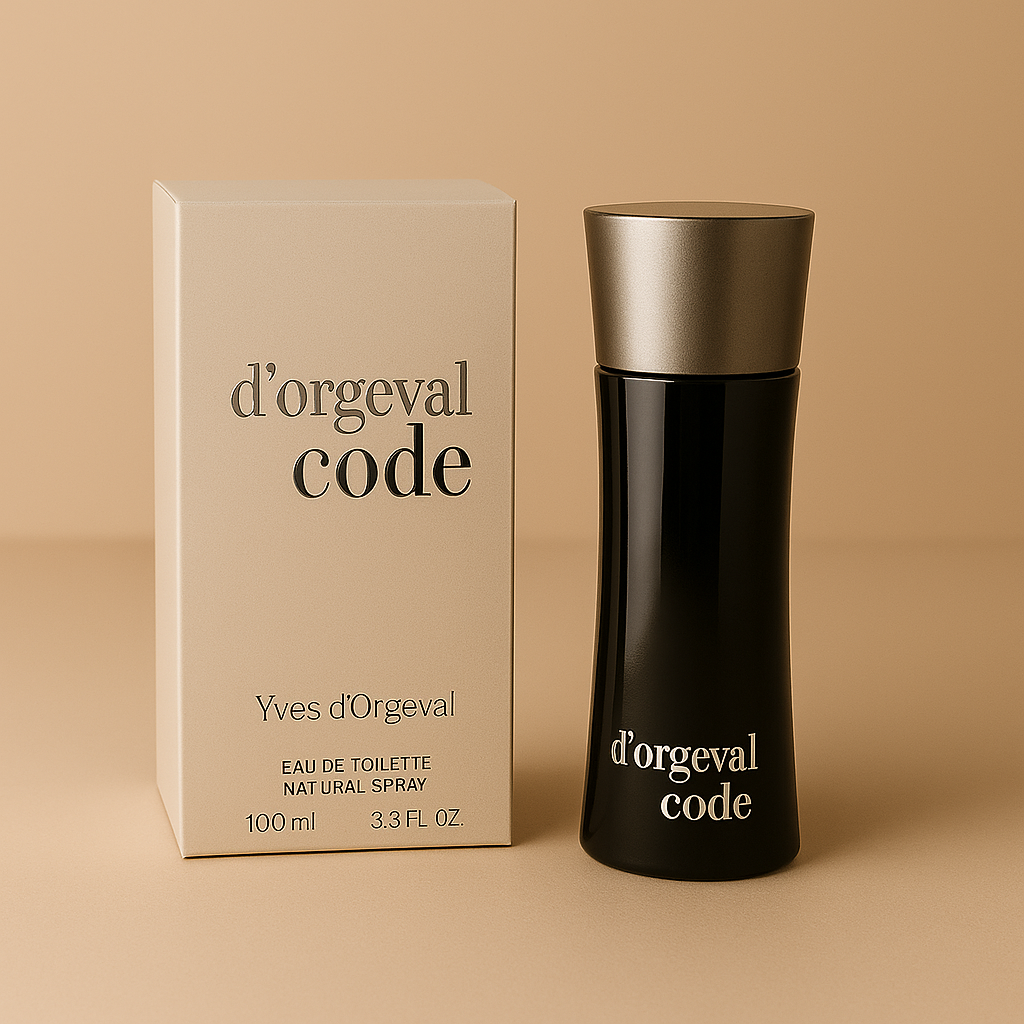 d'orgeval
code
Yves d'Orgeval
EAU DE TOILETTE
NATURAL SPRAY
100 ml 3.3 FL OZ.
d'orgeval
code